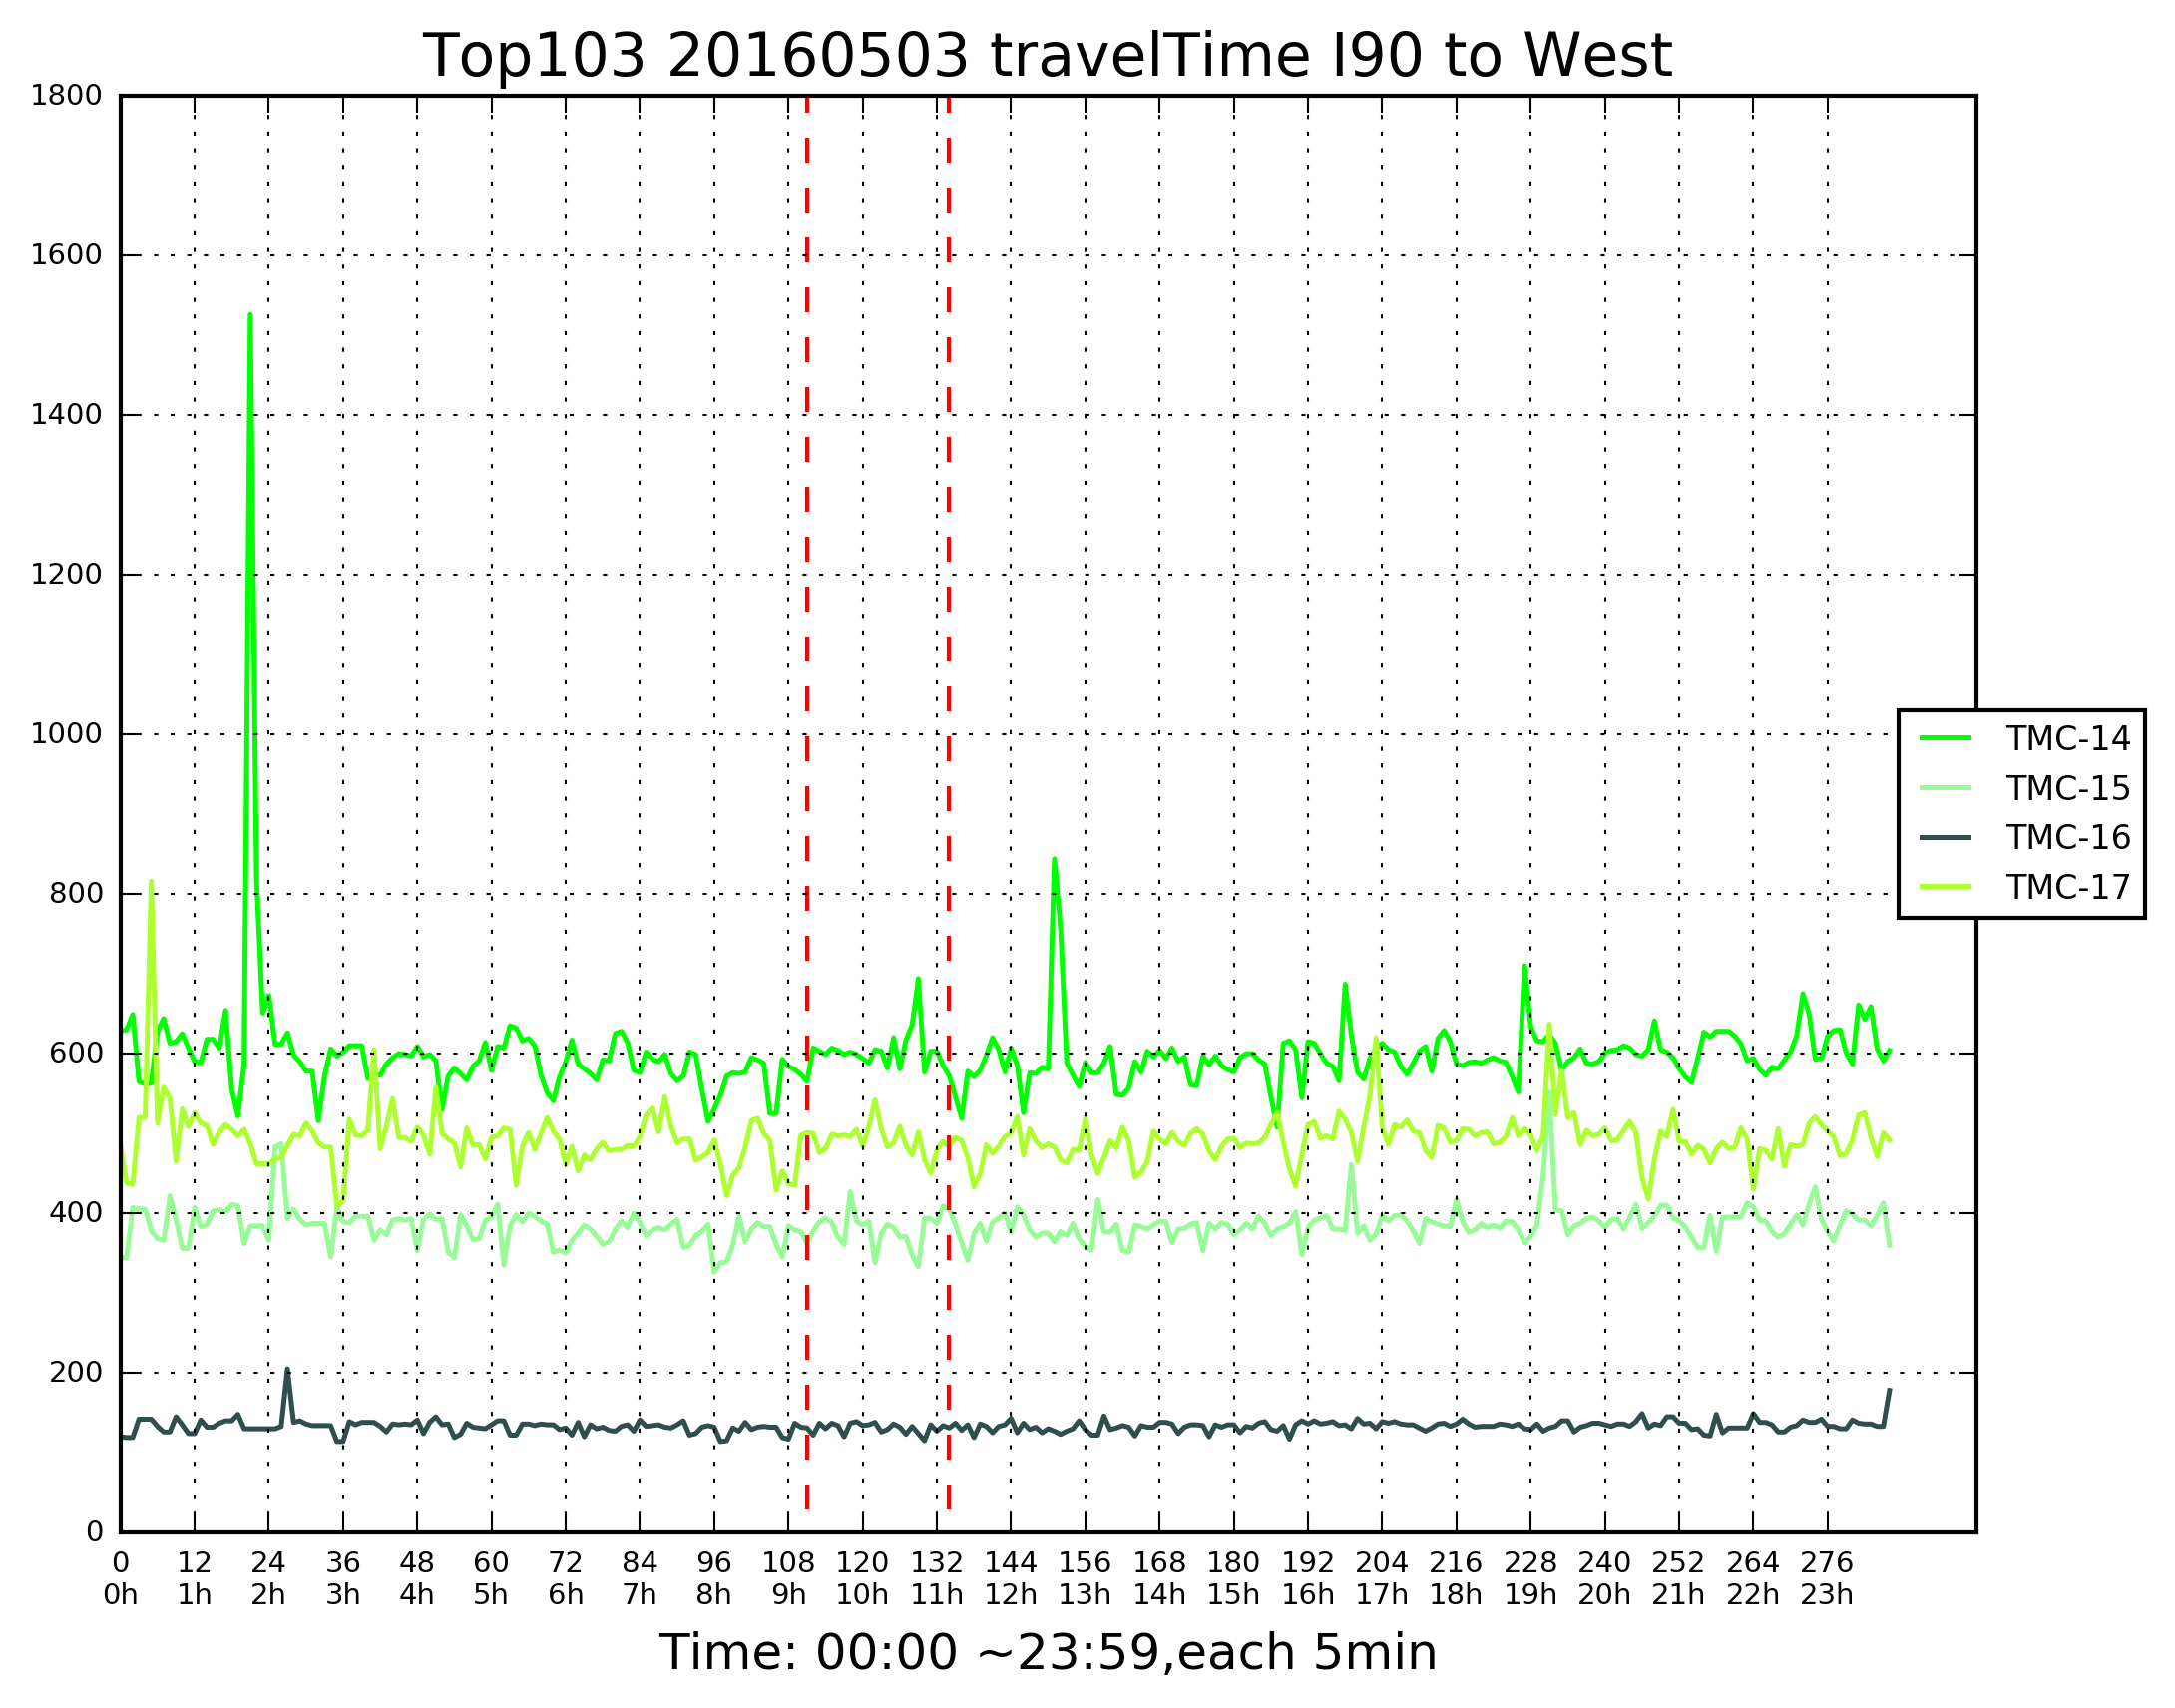 Top103 20160503 travelTime I90 to West
1800
1600
1400
1200
1000
800
600
400
200
0
TMC-14
TMC-15
TMC-16
TMC-17
0 12 24 36 48 60 72 84 96 108 120 132 144 156 168 180 192 204 216 228 240 252 264 276
0h 1h 2h 3h 4h 5h 6h 7h 8h 9h 10h 11h 12h 13h 14h 15h 16h 17h 18h 19h 20h 21h 22h 23h
Time: 00:00 ~23:59,each 5min